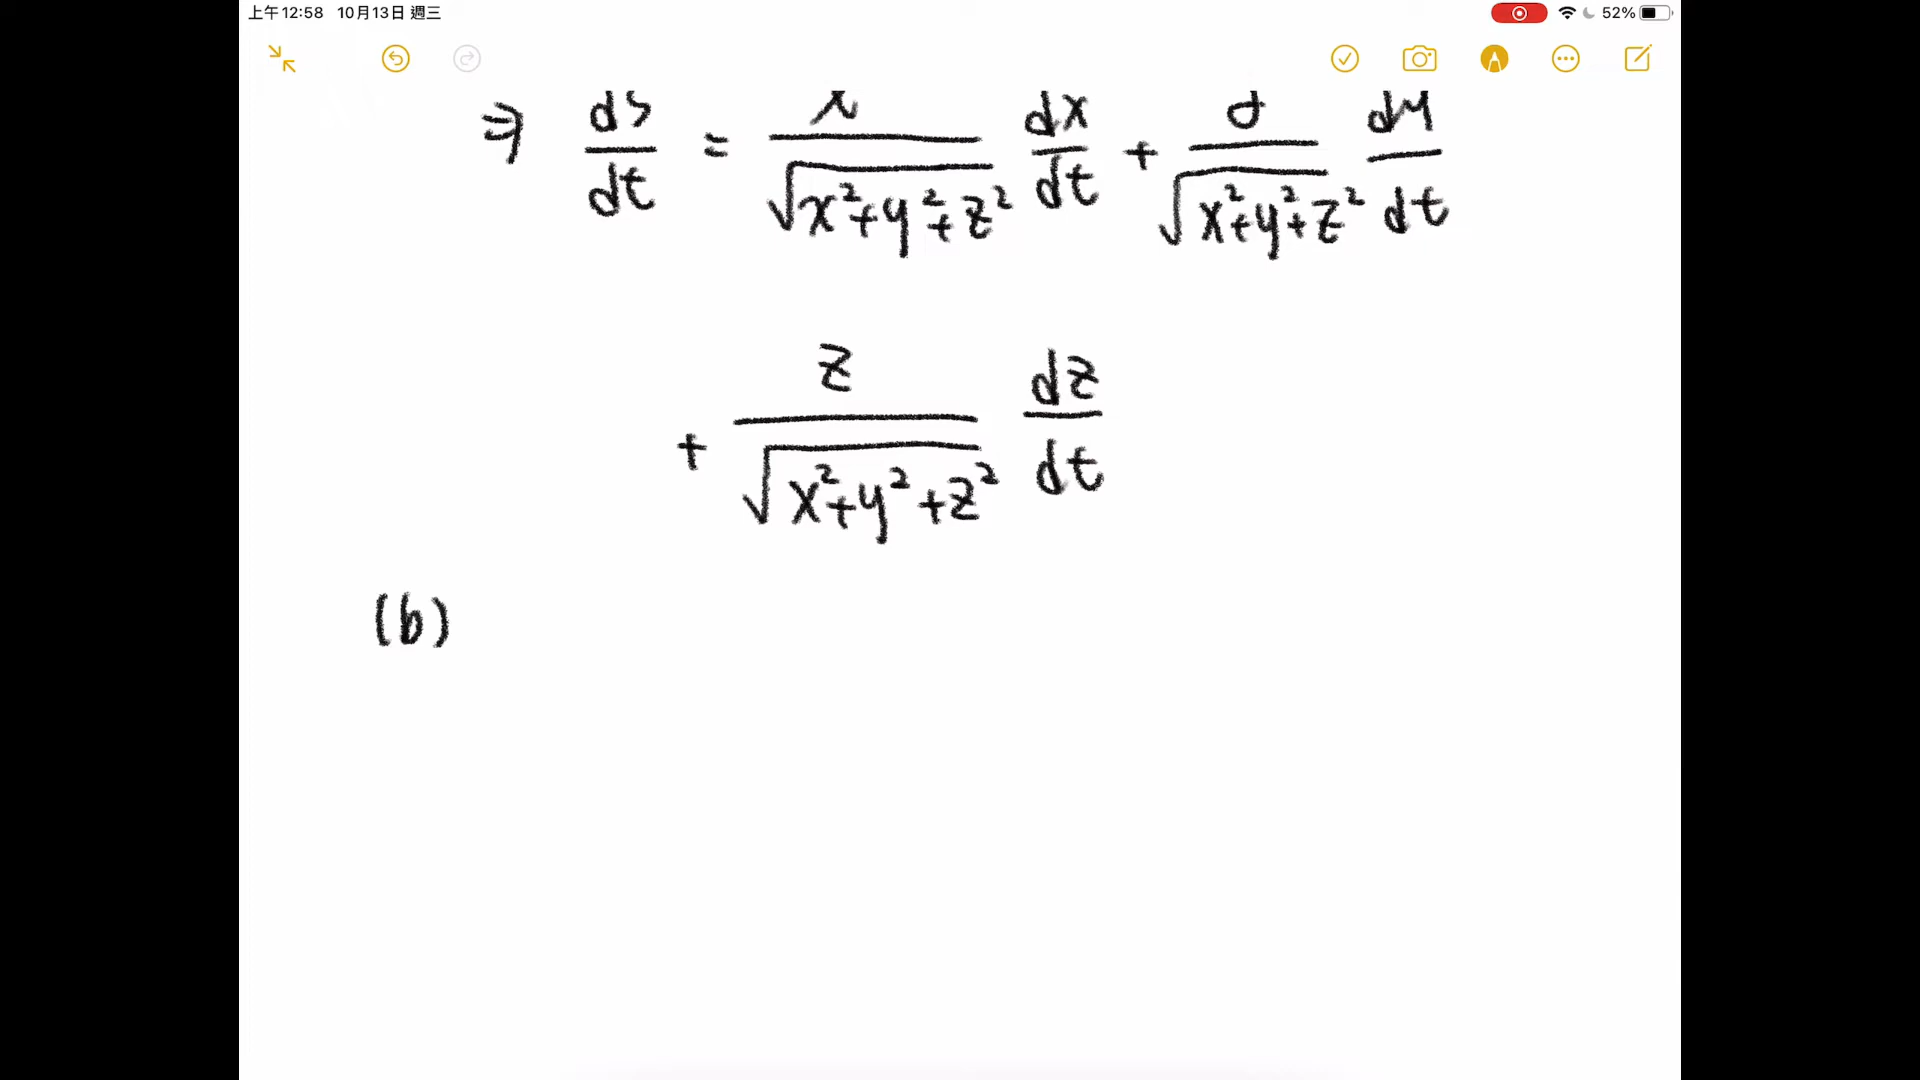 上午12:58 10月13日 週三 52%
⇒ ds/dt = x/√(x²+y²+z²) dx/dt + y/√(x²+y²+z²) dy/dt
+ z/√(x²+y²+z²) dz/dt
(b)